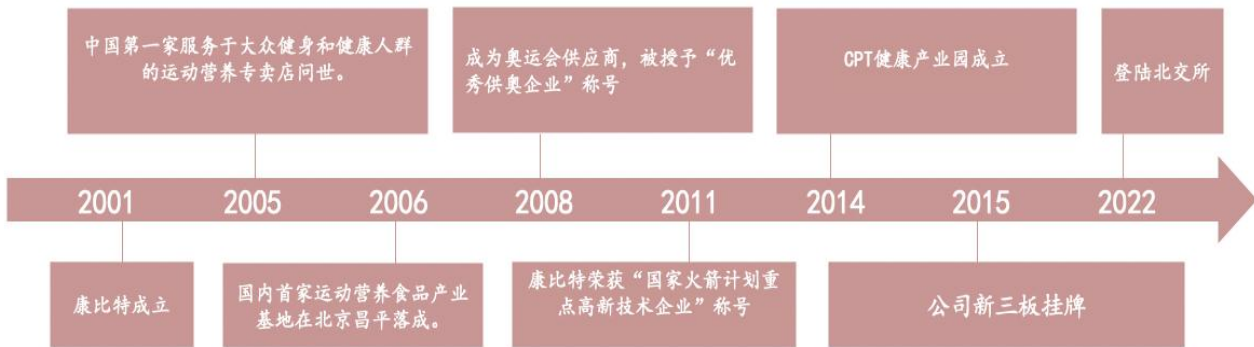 中国第一家服务于大众健身和健康人群
的运动营养专卖店问世。
成为奥运会供应商，被授予“优
秀供奥企业”称号
CPT健康产业园成立
登陆北交所
2001
2005
2006
2008
2011
2014
2015
2022
康比特成立
国内首家运动营养食品产业
基地在北京昌平落成。
康比特荣获“国家火箭计划重
点高新技术企业”称号
公司新三板挂牌